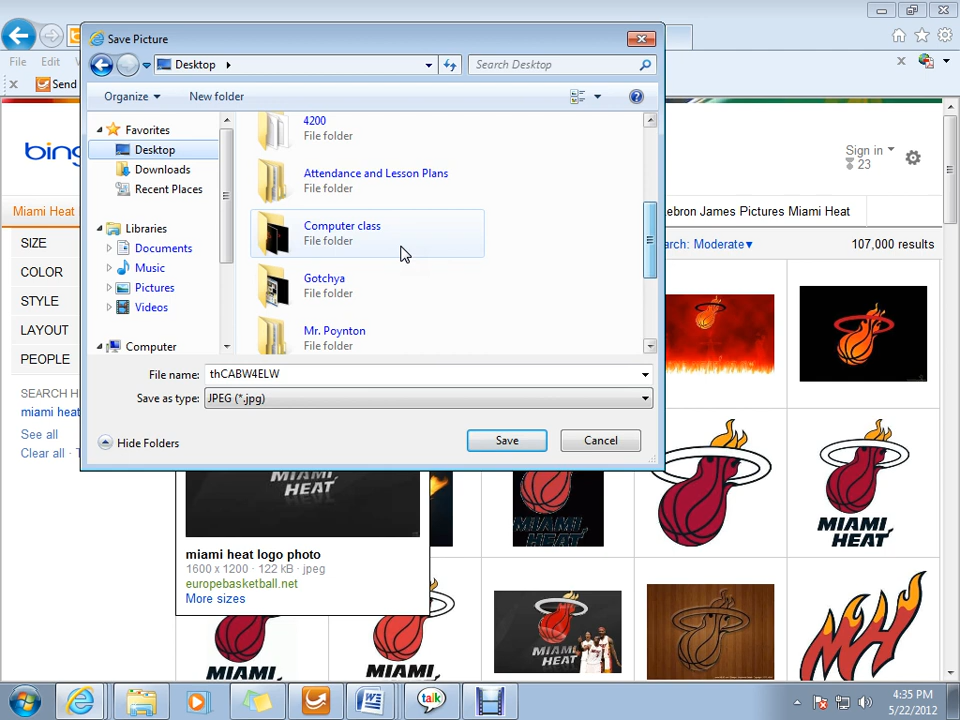 Save Picture
Desktop
Search Desktop
File Edit
Send
Organize New folder
Favorites
Desktop
Downloads
Recent Places
Libraries
Documents
Music
Pictures
Videos
Computer
4200
File folder
Attendance and Lesson Plans
File folder
Computer class
File folder
Gotchya
File folder
Mr. Poynton
File folder
File name: thCABW4ELW
Save as type: JPEG (*.jpg)
Hide Folders
Save Cancel
bing
Sign in
23
Miami Heat
ebron James Pictures Miami Heat
SIZE
COLOR
STYLE
LAYOUT
PEOPLE
SEARCH H
miami heat
See all
Clear all
arch: Moderate
107,000 results
HEAT
miami heat logo photo
1600 x 1200 · 122 kB · jpeg
europebasketball.net
More sizes
MIAMI HEAT
MIAMI
HEAT
MIAMI
MIAMI
MIAMI
HEAT
talk
4:35 PM
5/22/2012